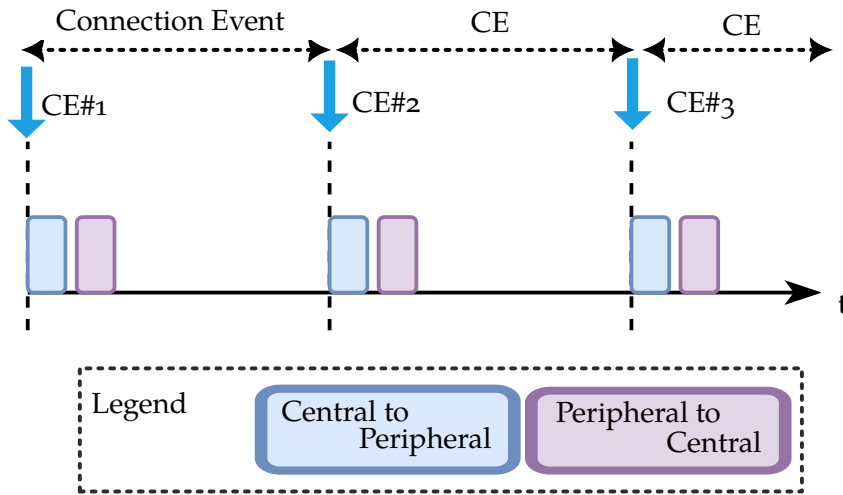 Connection Event
CE
CE
CE#1
CE#2
CE#3
t
Legend
Central to
Peripheral
Peripheral to
Central